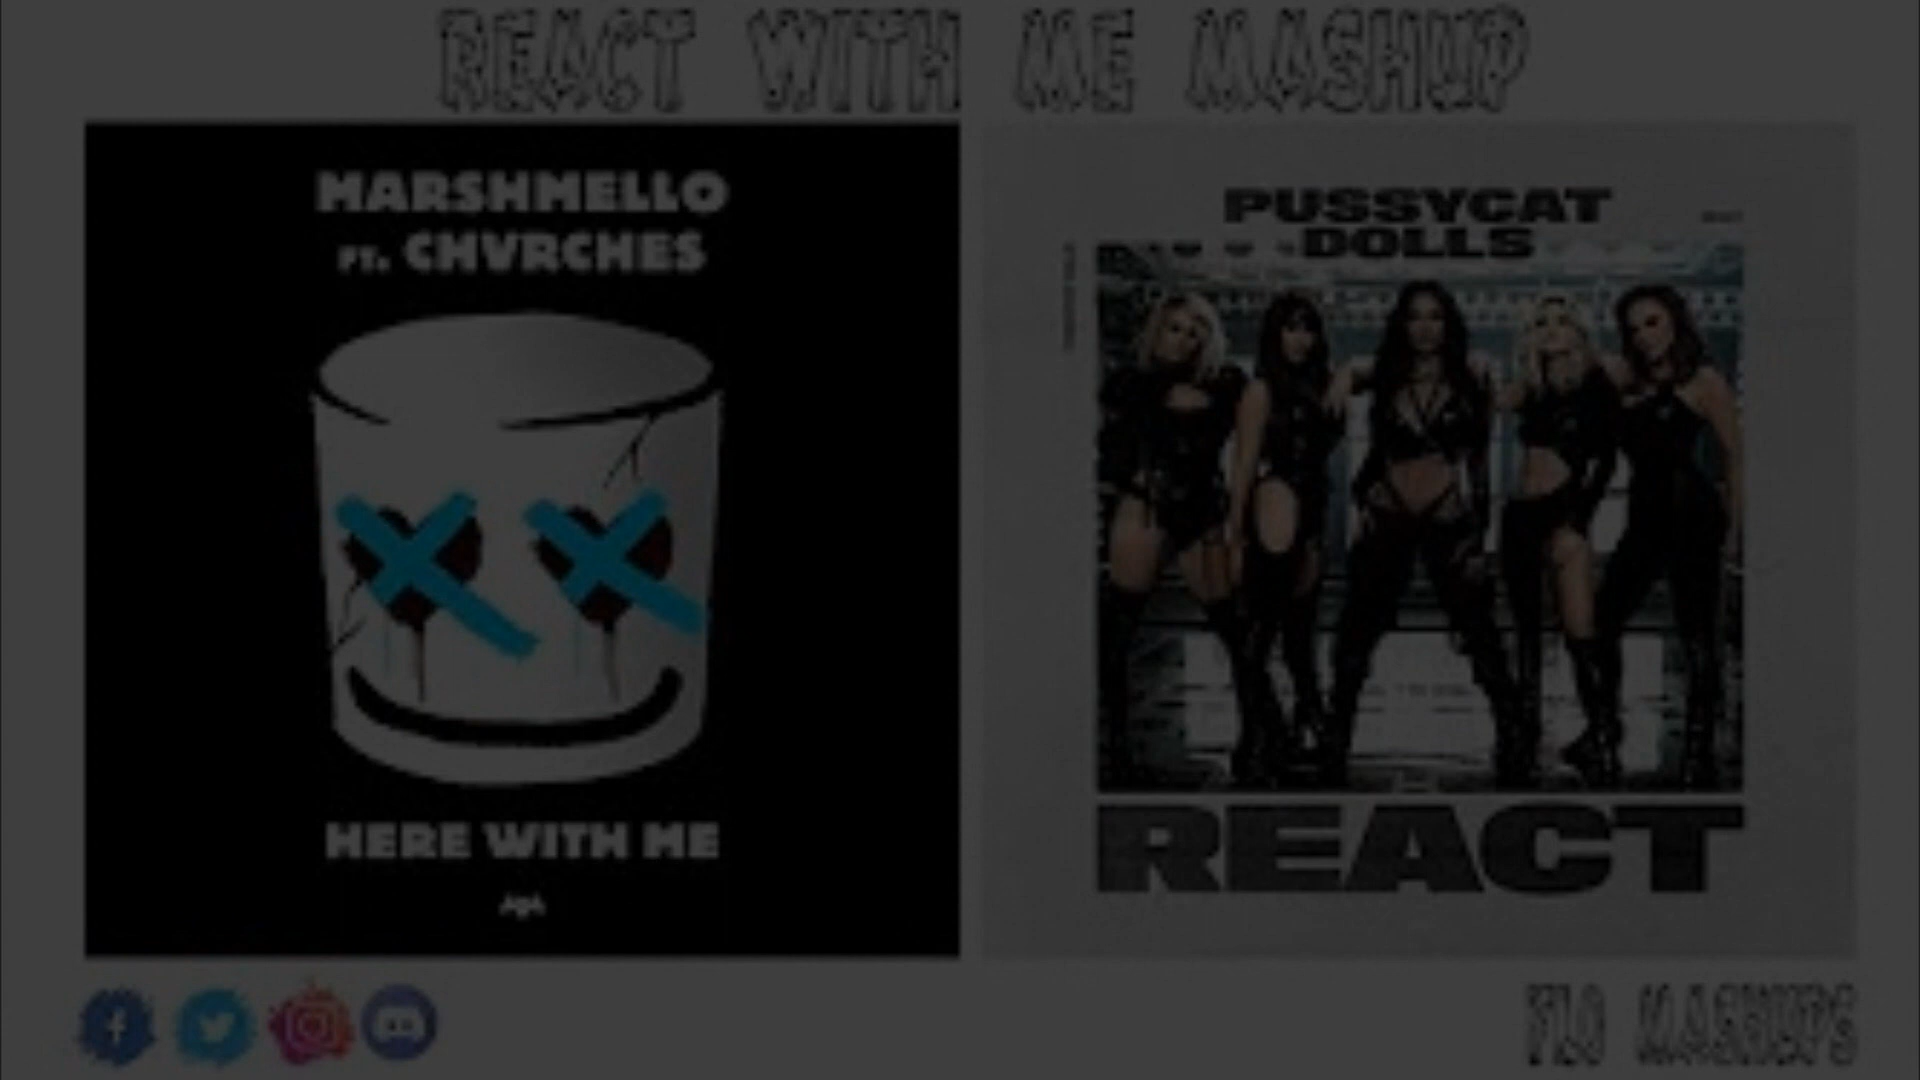 REACT WITH ME MASHUP
MARSHMELLO
FT. CHVRCHES
HERE WITH ME
PUSSYCAT
DOLLS
REACT
FLO MASHUPS